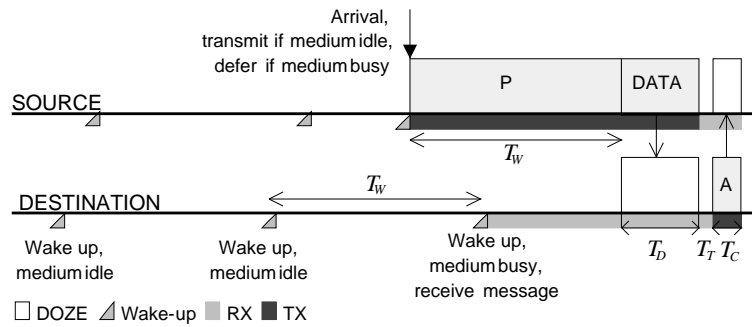 Arrival,
transmit if medium idle,
defer if medium busy
P
DATA
SOURCE
T_W
T_W
A
DESTINATION
Wake up,
medium idle
Wake up,
medium idle
Wake up,
medium busy,
receive message
T_D
T_T
T_C
DOZE
Wake-up
RX
TX